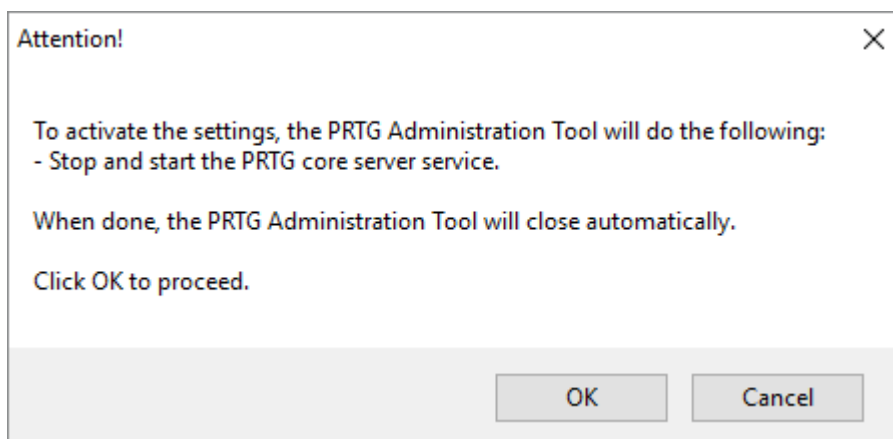 Attention!
To activate the settings, the PRTG Administration Tool will do the following:
- Stop and start the PRTG core server service.
When done, the PRTG Administration Tool will close automatically.
Click OK to proceed.
OK
Cancel